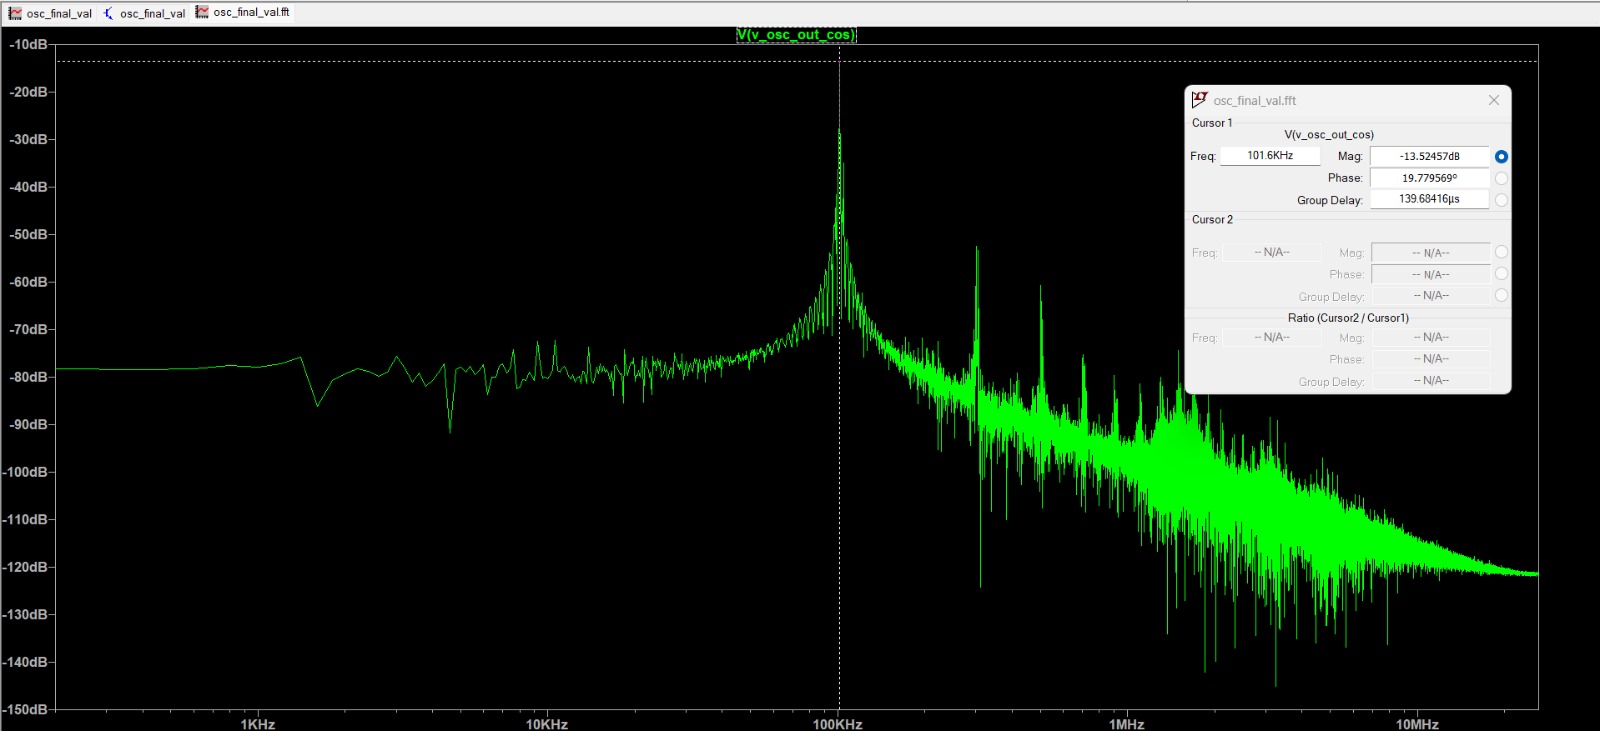 osc_final_val osc_final_val osc_final_val.fft
V(v_osc_out_cos)
-10dB
-20dB
-30dB
-40dB
-50dB
-60dB
-70dB
-80dB
-90dB
-100dB
-110dB
-120dB
-130dB
-140dB
-150dB
1KHz 10KHz 100KHz 1MHz 10MHz
osc_final_val.fft
Cursor 1
V(v_osc_out_cos)
Freq: 101.6KHz Mag: -13.52457dB
Phase: 19.779569°
Group Delay: 139.68416µs
Cursor 2
Freq: -- N/A-- Mag: -- N/A--
Phase: -- N/A--
Group Delay: -- N/A--
Ratio (Cursor2 / Cursor1)
Freq: -- N/A-- Mag: -- N/A--
Phase: -- N/A--
Group Delay: -- N/A--